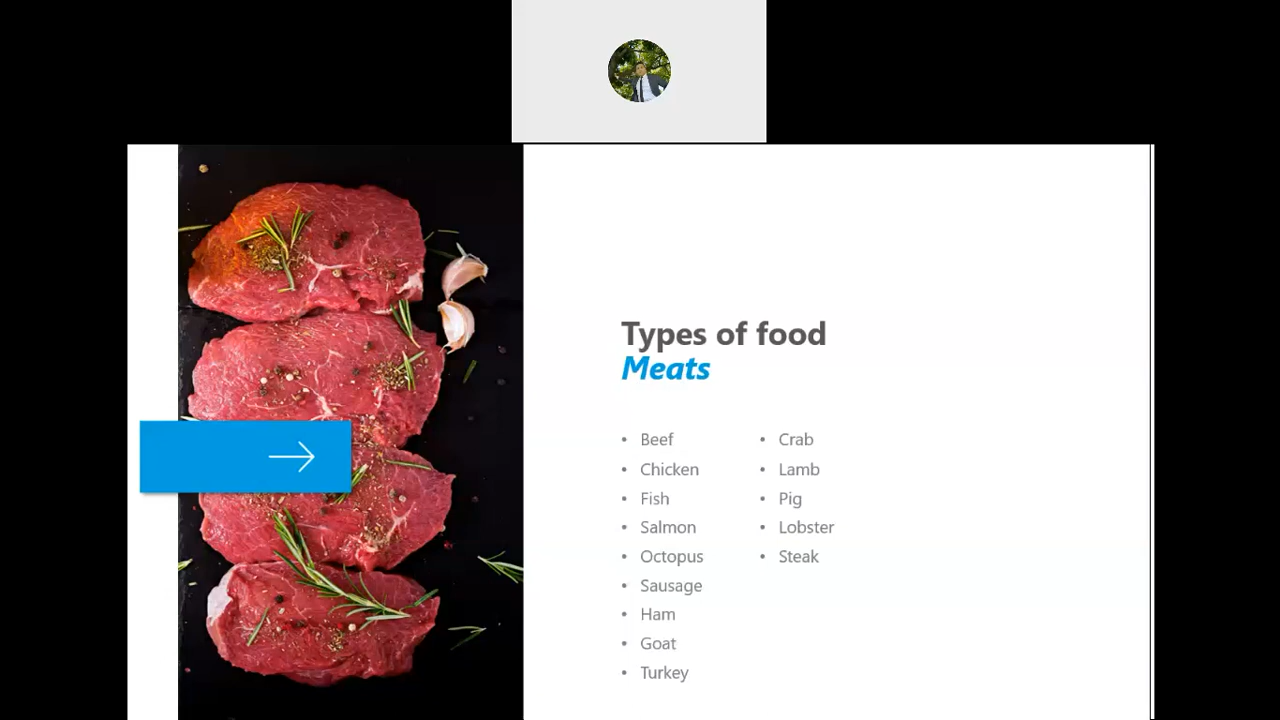 Types of food
Meats
• Beef
• Chicken
• Fish
• Salmon
• Octopus
• Sausage
• Ham
• Goat
• Turkey
• Crab
• Lamb
• Pig
• Lobster
• Steak